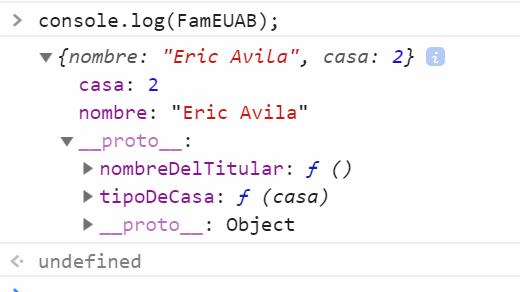 console.log(FamEUAB);
{nombre: "Eric Avila", casa: 2} i
casa: 2
nombre: "Eric Avila"
__proto__:
nombreDelTitular: ƒ ()
tipoDeCasa: ƒ (casa)
__proto__: Object
undefined